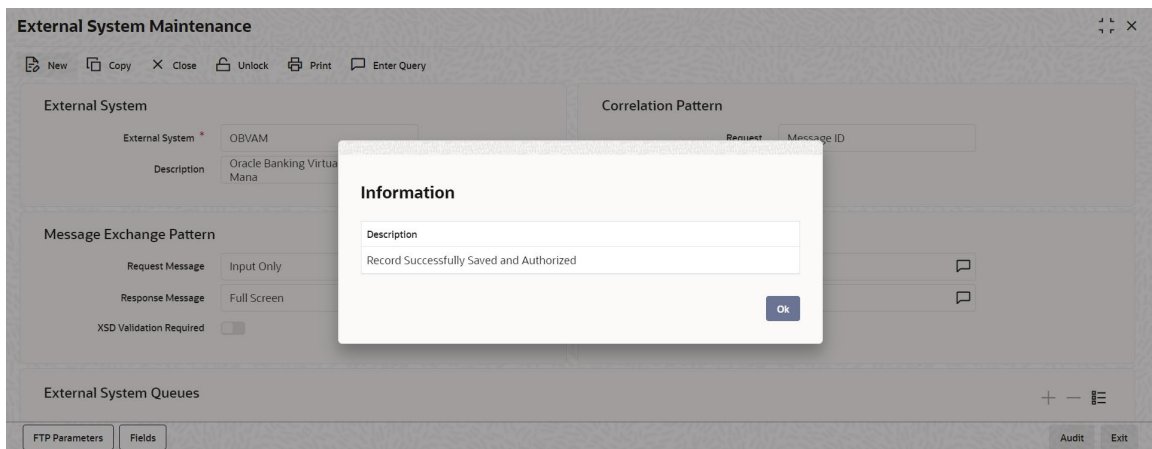 External System Maintenance
New Copy Close Unlock Print Enter Query
External System
External System * OBVAM
Description Oracle Banking Virtua
Mana
Correlation Pattern
Request Message ID
Information
Description
Record Successfully Saved and Authorized
Ok
Message Exchange Pattern
Request Message Input Only
Response Message Full Screen
XSD Validation Required
External System Queues
FTP Parameters Fields Audit Exit